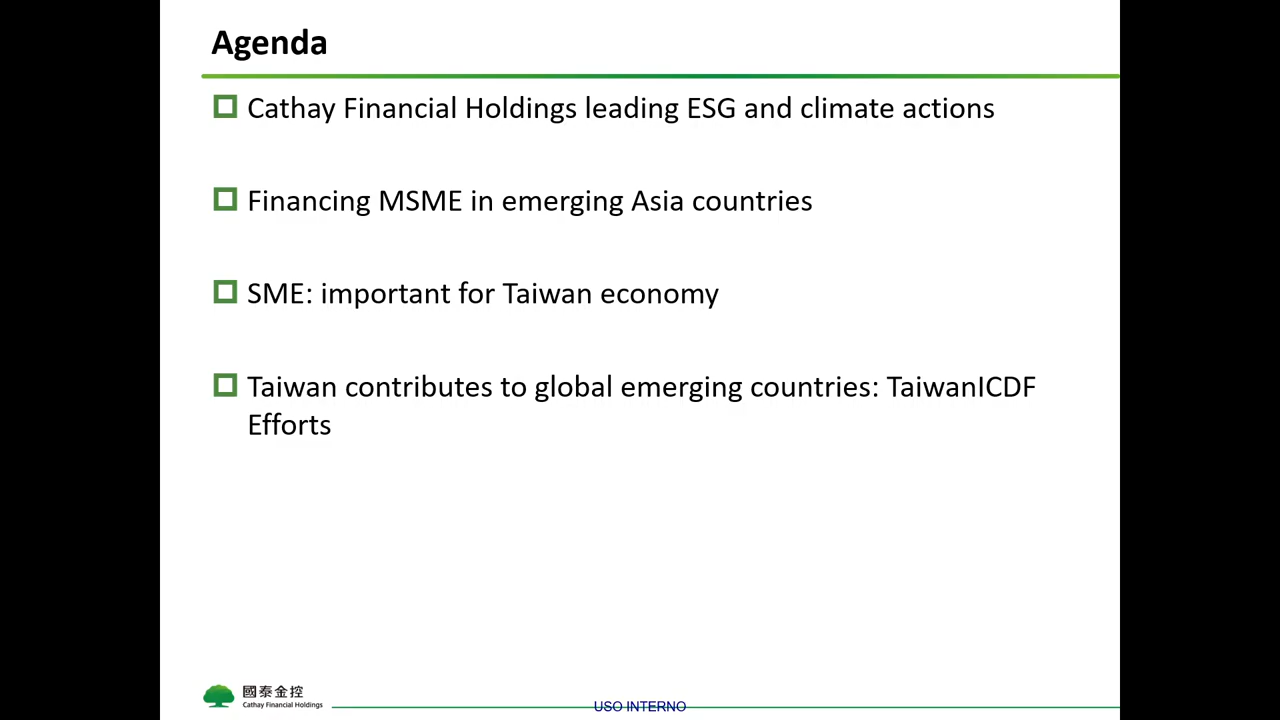 Agenda
Cathay Financial Holdings leading ESG and climate actions
Financing MSME in emerging Asia countries
SME: important for Taiwan economy
Taiwan contributes to global emerging countries: TaiwanICDF
Efforts
國泰金控
Cathay Financial Holdings
USO INTERNO